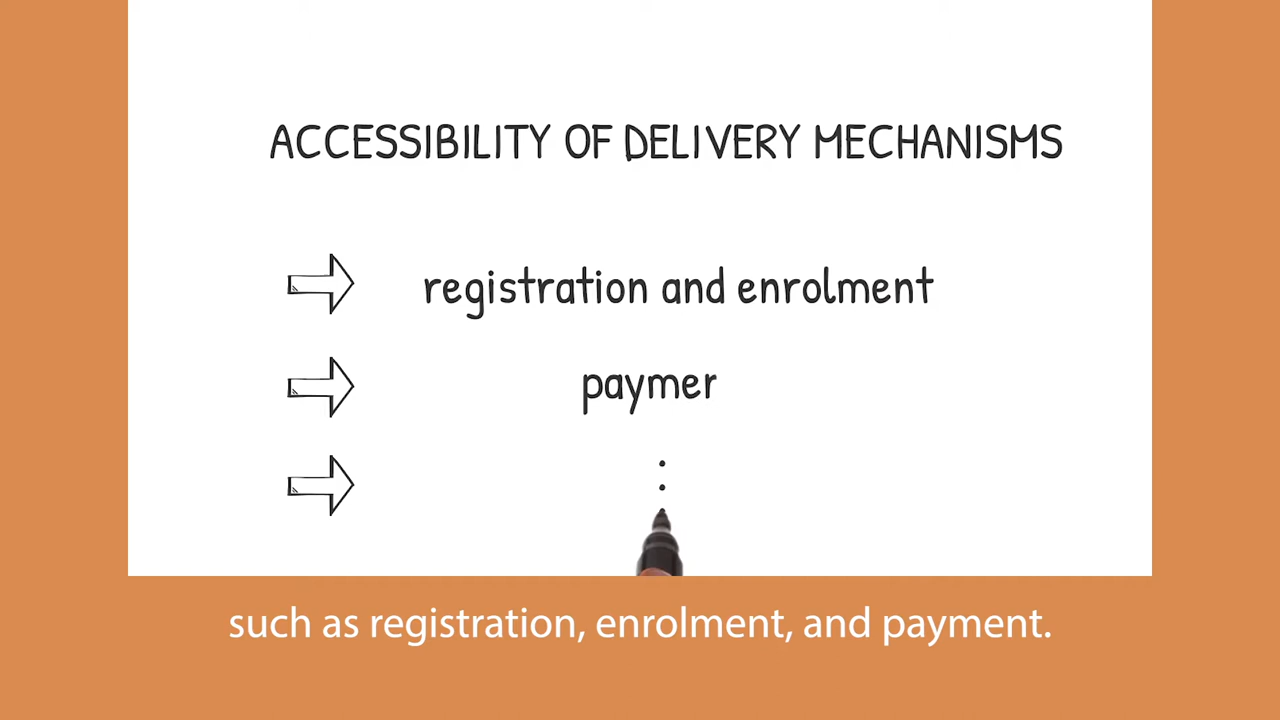 ACCESSIBILITY OF DELIVERY MECHANISMS
registration and enrolment
paymer
:
such as registration, enrolment, and payment.